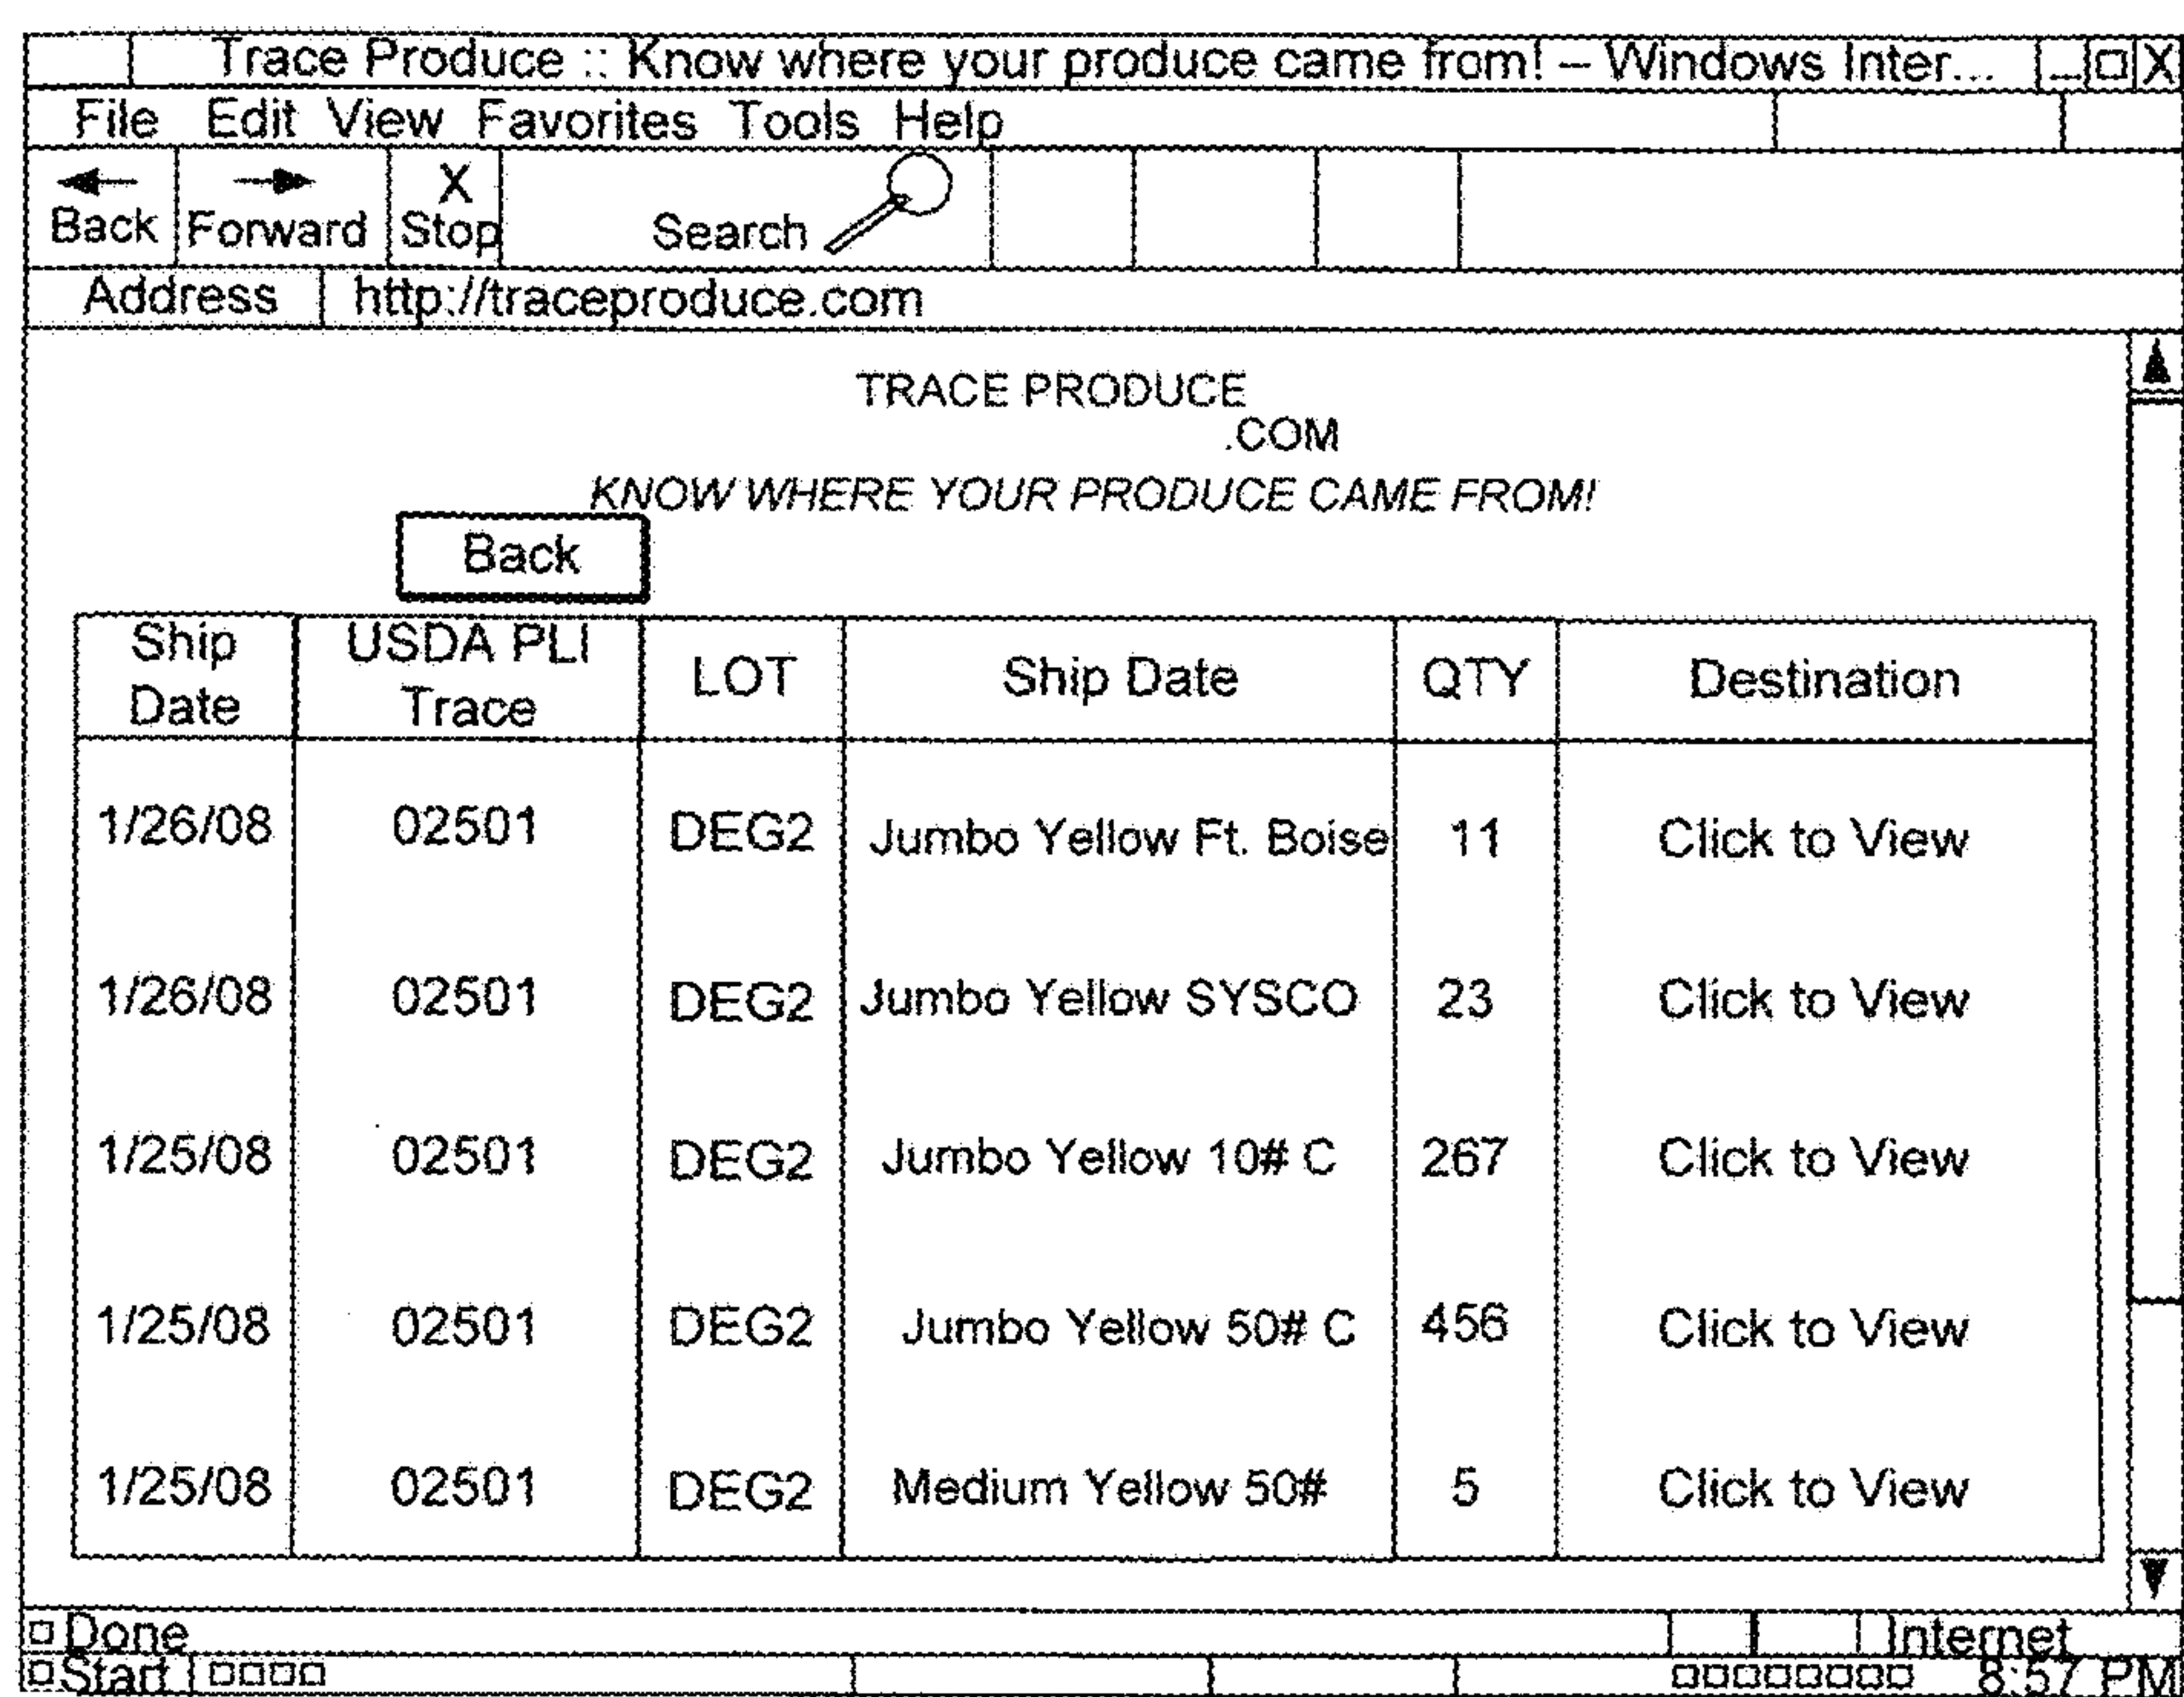 Trace Produce :: Know where your produce came from! – Windows Inter... _ X
File Edit View Favorites Tools Help
Back Forward X Stop Search
Address http://traceproduce.com
TRACE PRODUCE
.COM
KNOW WHERE YOUR PRODUCE CAME FROM!
Back
Ship Date USDA PLI Trace LOT Ship Date QTY Destination
1/26/08 02501 DEG2 Jumbo Yellow Ft. Boise 11 Click to View
1/26/08 02501 DEG2 Jumbo Yellow SYSCO 23 Click to View
1/25/08 02501 DEG2 Jumbo Yellow 10# C 267 Click to View
1/25/08 02501 DEG2 Jumbo Yellow 50# C 456 Click to View
1/25/08 02501 DEG2 Medium Yellow 50# 5 Click to View
Done Internet
Start 8:57 PM